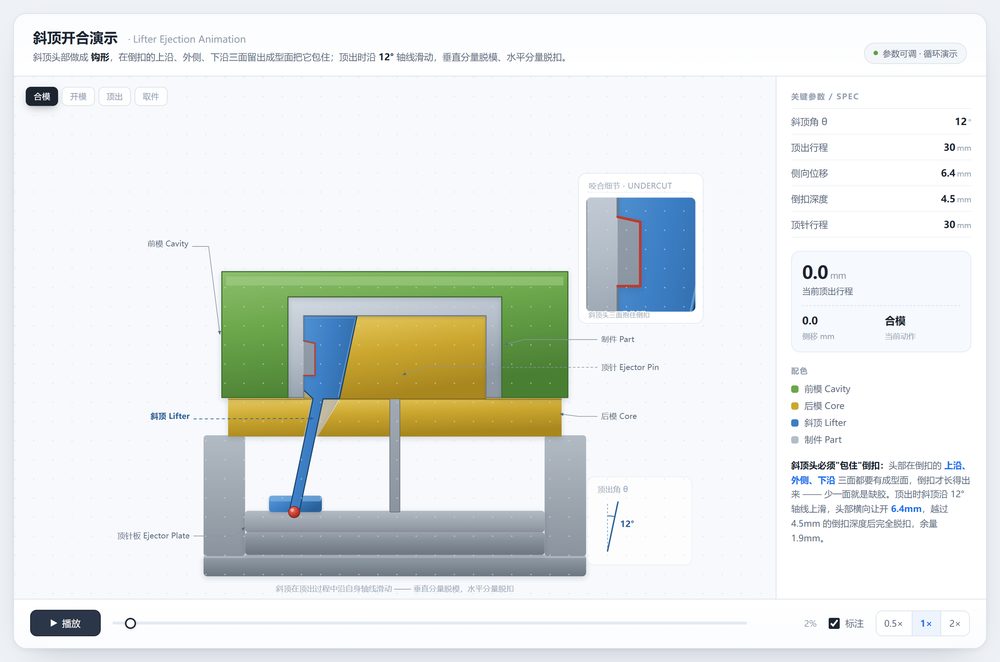 斜顶开合演示 · Lifter Ejection Animation
斜顶头部做成 钩形，在倒扣的上沿、外侧、下沿三面留出成型面把它包住；顶出时沿 12° 轴线滑动，垂直分量脱模、水平分量脱扣。
参数可调 · 循环演示
合模 开模 顶出 取件
咬合细节 · UNDERCUT
斜顶头三面抱住倒扣
前模 Cavity
制件 Part
顶针 Ejector Pin
斜顶 Lifter
后模 Core
顶出角 θ
12°
顶针板 Ejector Plate
斜顶在顶出过程中沿自身轴线滑动 —— 垂直分量脱模，水平分量脱扣
关键参数 / SPEC
斜顶角 θ 12°
顶出行程 30 mm
侧向位移 6.4 mm
倒扣深度 4.5 mm
顶针行程 30 mm
0.0 mm
当前顶出行程
0.0 合模
侧移 mm 当前动作
配色
前模 Cavity
后模 Core
斜顶 Lifter
制件 Part
斜顶头必须"包住"倒扣：头部在倒扣的 上沿、
外侧、下沿 三面都要有成型面，倒扣才长得出
来 —— 少一面就是缺胶。顶出时斜顶沿 12°
轴线上滑，头部横向让开 6.4mm，越过
4.5mm 的倒扣深度后完全脱扣，余量
1.9mm。
▶ 播放
2% 标注 0.5× 1× 2×